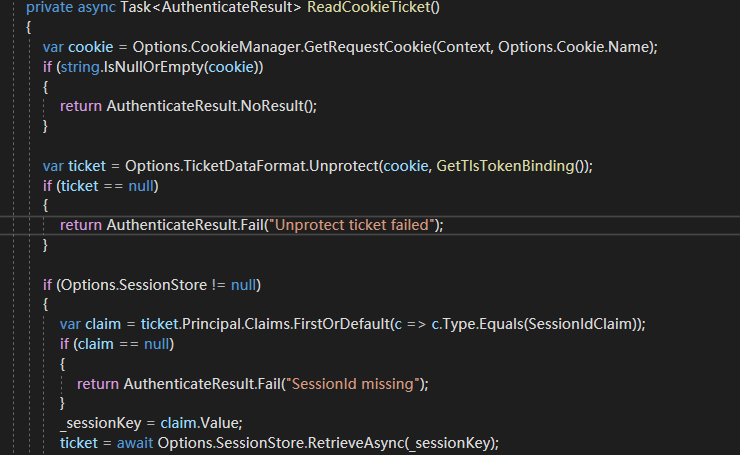 private async Task<AuthenticateResult> ReadCookieTicket()
{
var cookie = Options.CookieManager.GetRequestCookie(Context, Options.Cookie.Name);
if (string.IsNullOrEmpty(cookie))
{
return AuthenticateResult.NoResult();
}
var ticket = Options.TicketDataFormat.Unprotect(cookie, GetTlsTokenBinding());
if (ticket == null)
{
return AuthenticateResult.Fail("Unprotect ticket failed");
}
if (Options.SessionStore != null)
{
var claim = ticket.Principal.Claims.FirstOrDefault(c => c.Type.Equals(SessionIdClaim));
if (claim == null)
{
return AuthenticateResult.Fail("SessionId missing");
}
_sessionKey = claim.Value;
ticket = await Options.SessionStore.RetrieveAsync(_sessionKey);